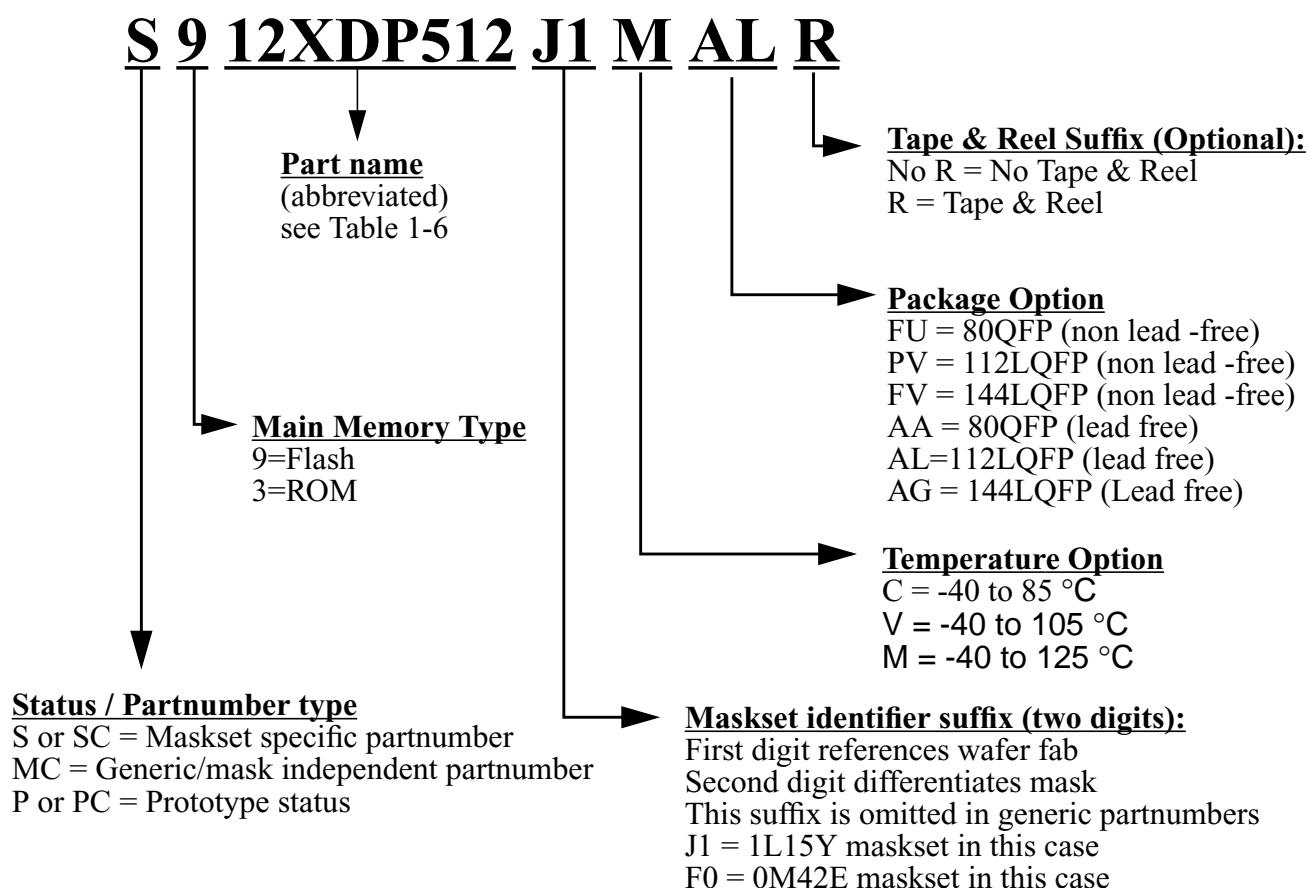 S 9 12XDP512 J1 M AL R
Tape & Reel Suffix (Optional):
No R = No Tape & Reel
R = Tape & Reel
Part name
(abbreviated)
see Table 1-6
Package Option
FU = 80QFP (non lead -free)
PV = 112LQFP (non lead -free)
FV = 144LQFP (non lead -free)
AA = 80QFP (lead free)
AL=112LQFP (lead free)
AG = 144LQFP (Lead free)
Main Memory Type
9=Flash
3=ROM
Temperature Option
C = -40 to 85 °C
V = -40 to 105 °C
M = -40 to 125 °C
Status / Partnumber type
S or SC = Maskset specific partnumber
MC = Generic/mask independent partnumber
P or PC = Prototype status
Maskset identifier suffix (two digits):
First digit references wafer fab
Second digit differentiates mask
This suffix is omitted in generic partnumbers
J1 = 1L15Y maskset in this case
F0 = 0M42E maskset in this case